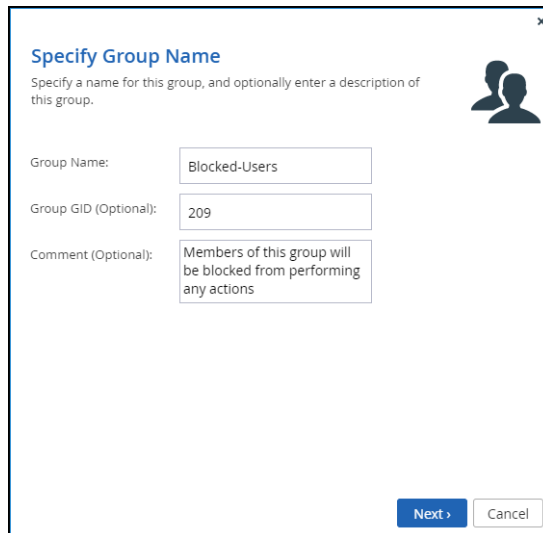 Specify Group Name
Specify a name for this group, and optionally enter a description of
this group.
Group Name:
Blocked-Users
Group GID (Optional):
209
Comment (Optional):
Members of this group will
be blocked from performing
any actions
Next ›
Cancel